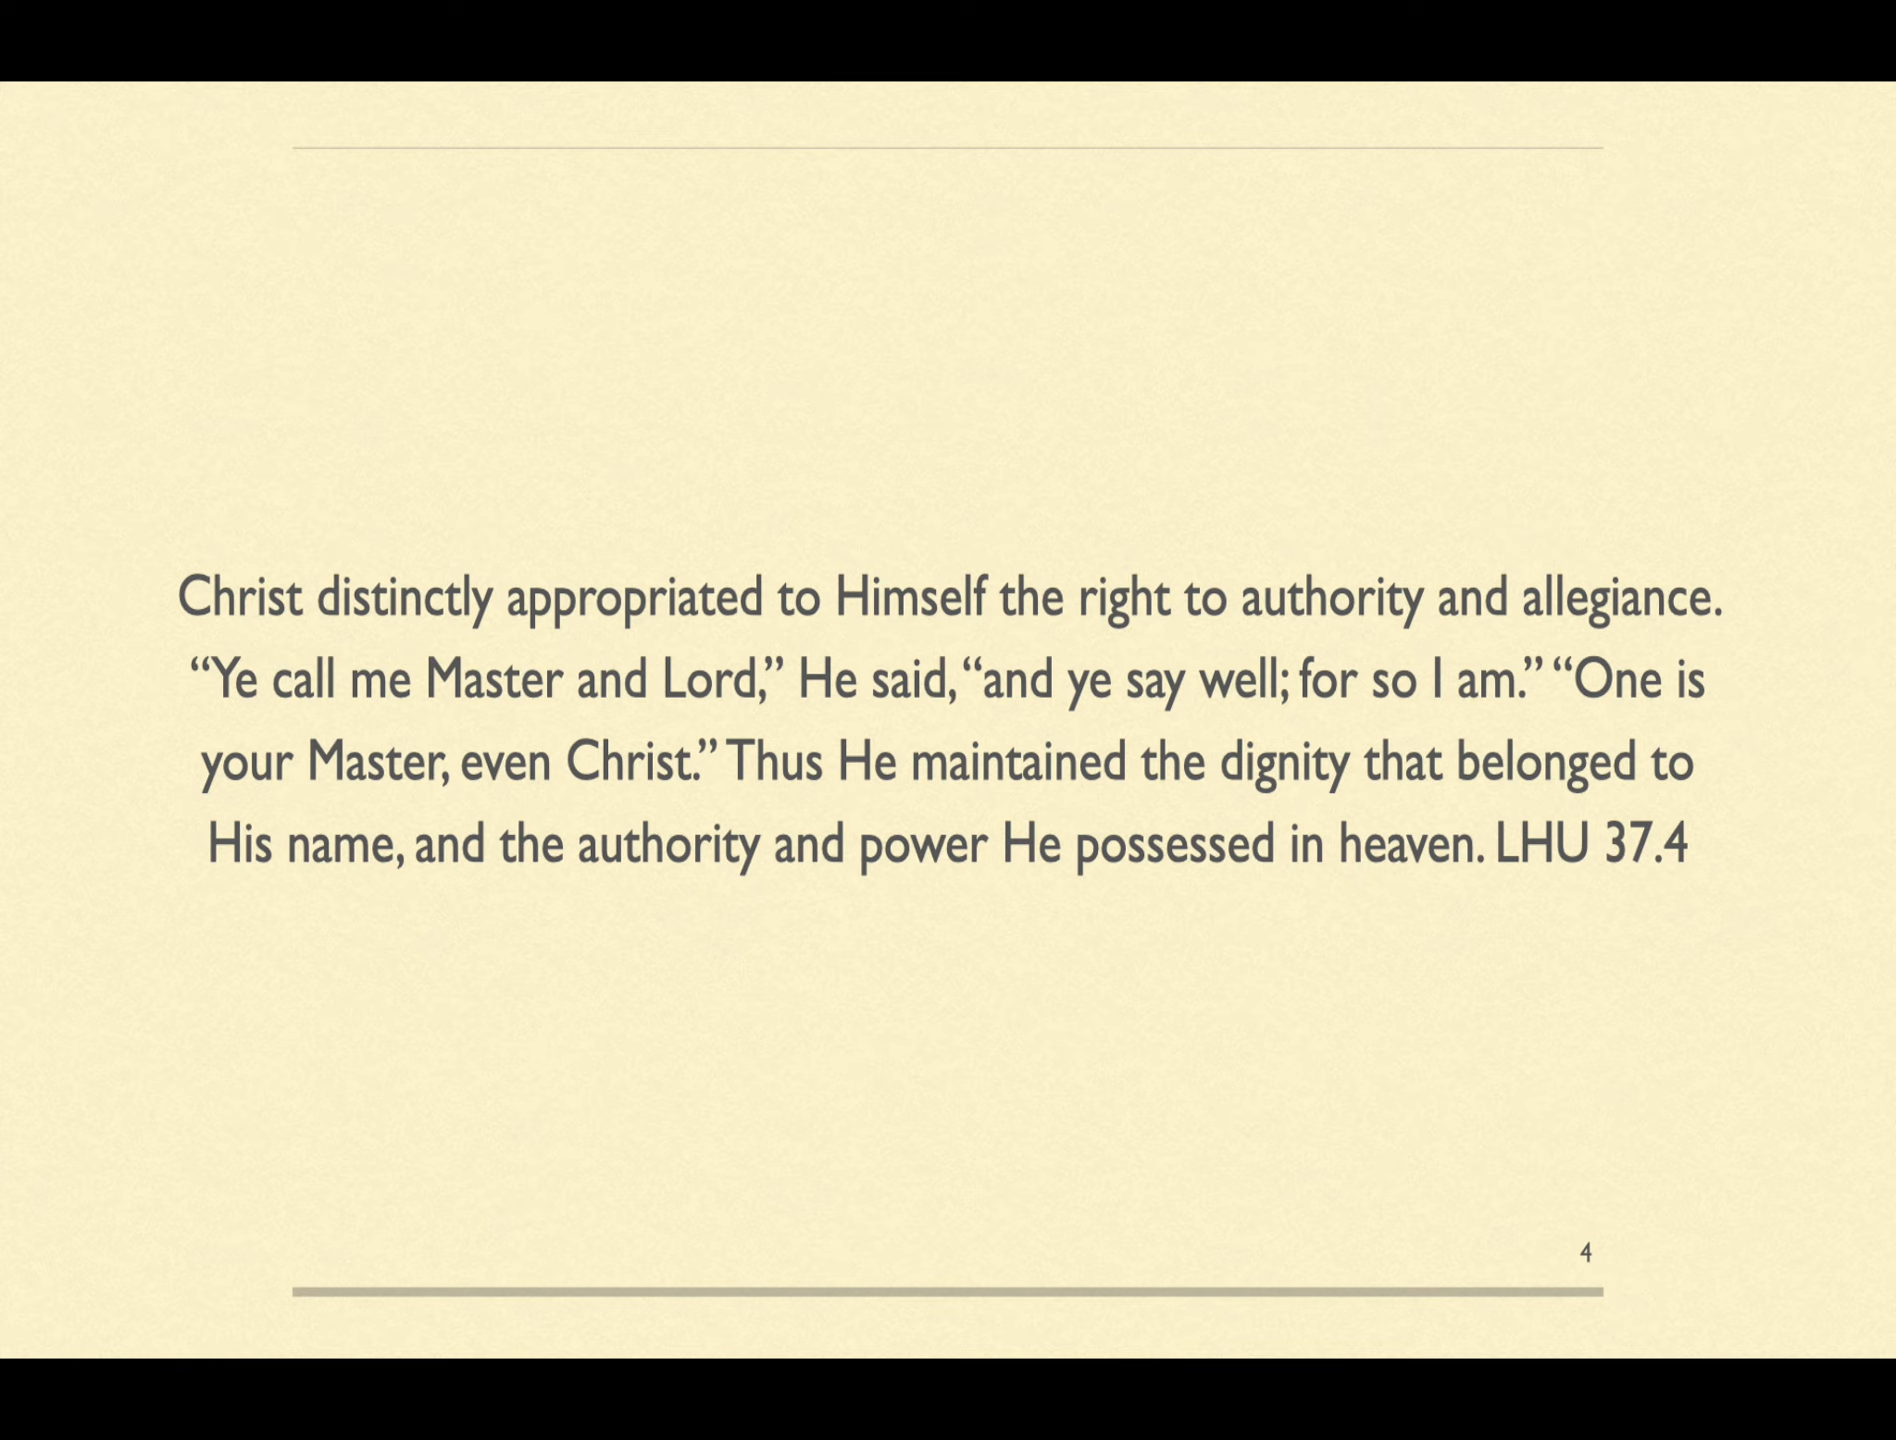 Christ distinctly appropriated to Himself the right to authority and allegiance.
“Ye call me Master and Lord,” He said, “and ye say well; for so I am.” “One is
your Master, even Christ.” Thus He maintained the dignity that belonged to
His name, and the authority and power He possessed in heaven. LHU 37.4
4